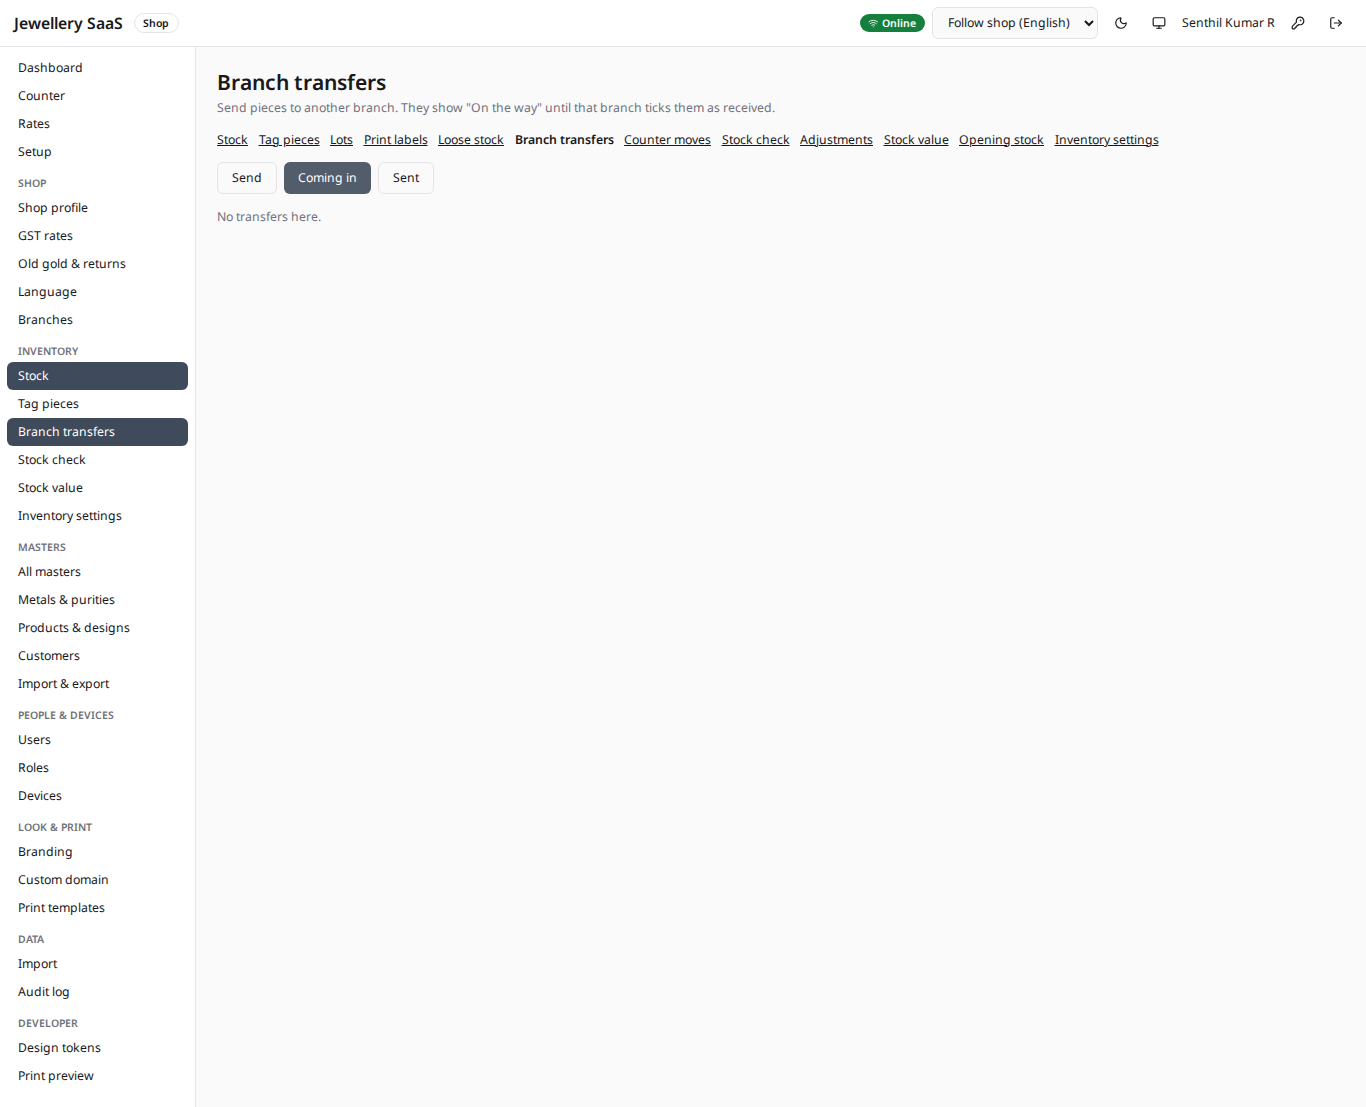 Jewellery SaaS Shop Online Follow shop (English) Senthil Kumar R
Dashboard
Counter
Rates
Setup
SHOP
Shop profile
GST rates
Old gold & returns
Language
Branches
INVENTORY
Stock
Tag pieces
Branch transfers
Stock check
Stock value
Inventory settings
MASTERS
All masters
Metals & purities
Products & designs
Customers
Import & export
PEOPLE & DEVICES
Users
Roles
Devices
LOOK & PRINT
Branding
Custom domain
Print templates
DATA
Import
Audit log
DEVELOPER
Design tokens
Print preview
Branch transfers
Send pieces to another branch. They show "On the way" until that branch ticks them as received.
Stock Tag pieces Lots Print labels Loose stock Branch transfers Counter moves Stock check Adjustments Stock value Opening stock Inventory settings
Send Coming in Sent
No transfers here.